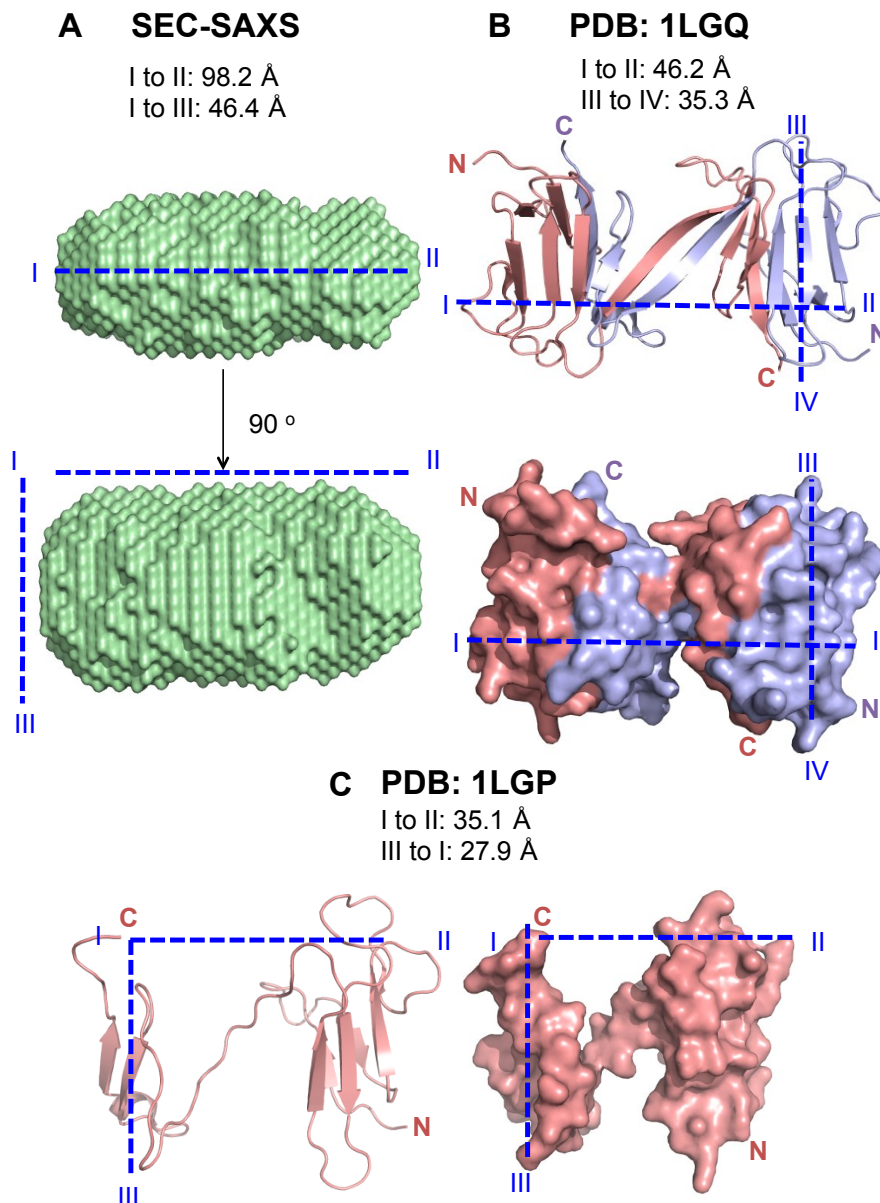 A SEC-SAXS
I to II: 98.2 Å
I to III: 46.4 Å
I
II
90 º
I
II
III
B PDB: 1LGQ
I to II: 46.2 Å
III to IV: 35.3 Å
C
III
N
I
II
N
C
IV
C
III
N
I
I
N
C
IV
C PDB: 1LGP
I to II: 35.1 Å
III to I: 27.9 Å
I C
II
N
III
I C
II
N
III